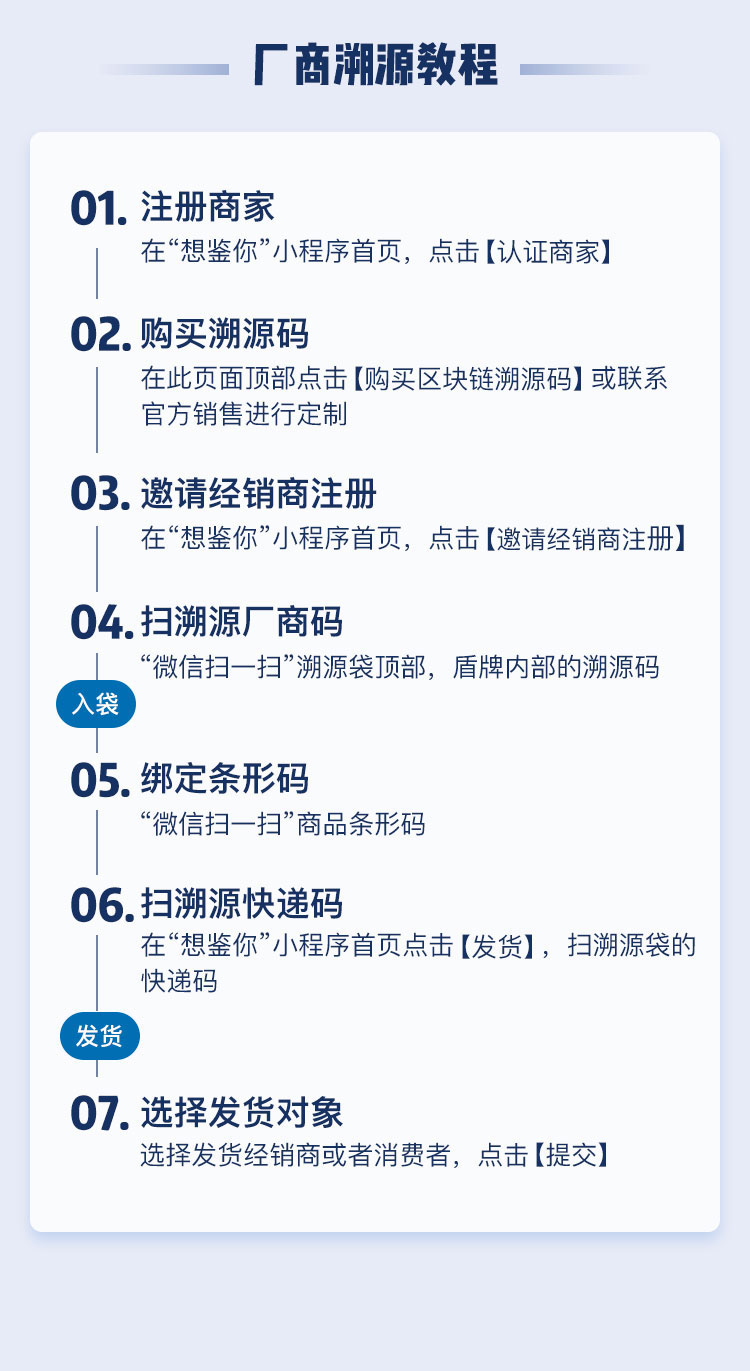 厂商溯源教程
01. 注册商家
在“想鉴你”小程序首页，点击【认证商家】
02. 购买溯源码
在此页面顶部点击【购买区块链溯源码】或联系
官方销售进行定制
03. 邀请经销商注册
在“想鉴你”小程序首页，点击【邀请经销商注册】
04. 扫溯源厂商码
“微信扫一扫”溯源袋顶部，盾牌内部的溯源码
入袋
05. 绑定条形码
“微信扫一扫”商品条形码
06. 扫溯源快递码
在“想鉴你”小程序首页点击【发货】，扫溯源袋的
快递码
发货
07. 选择发货对象
选择发货经销商或者消费者，点击【提交】